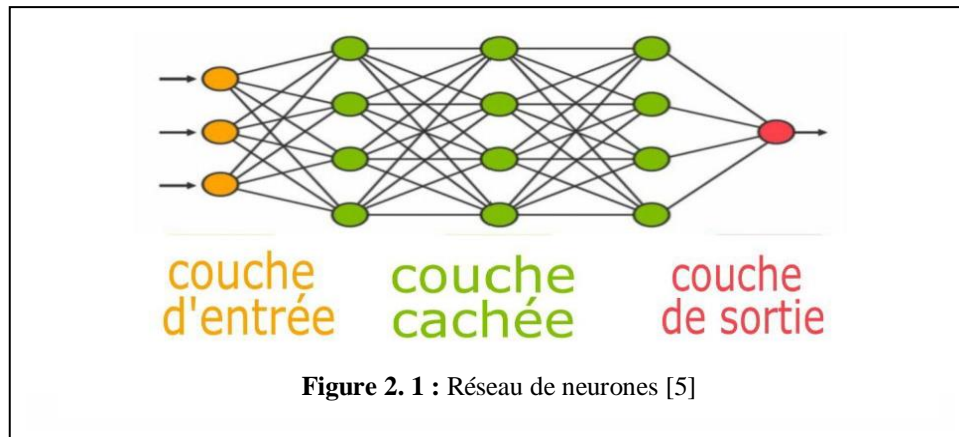 couche
d'entrée
couche
cachée
couche
de sortie
Figure 2. 1 : Réseau de neurones [5]